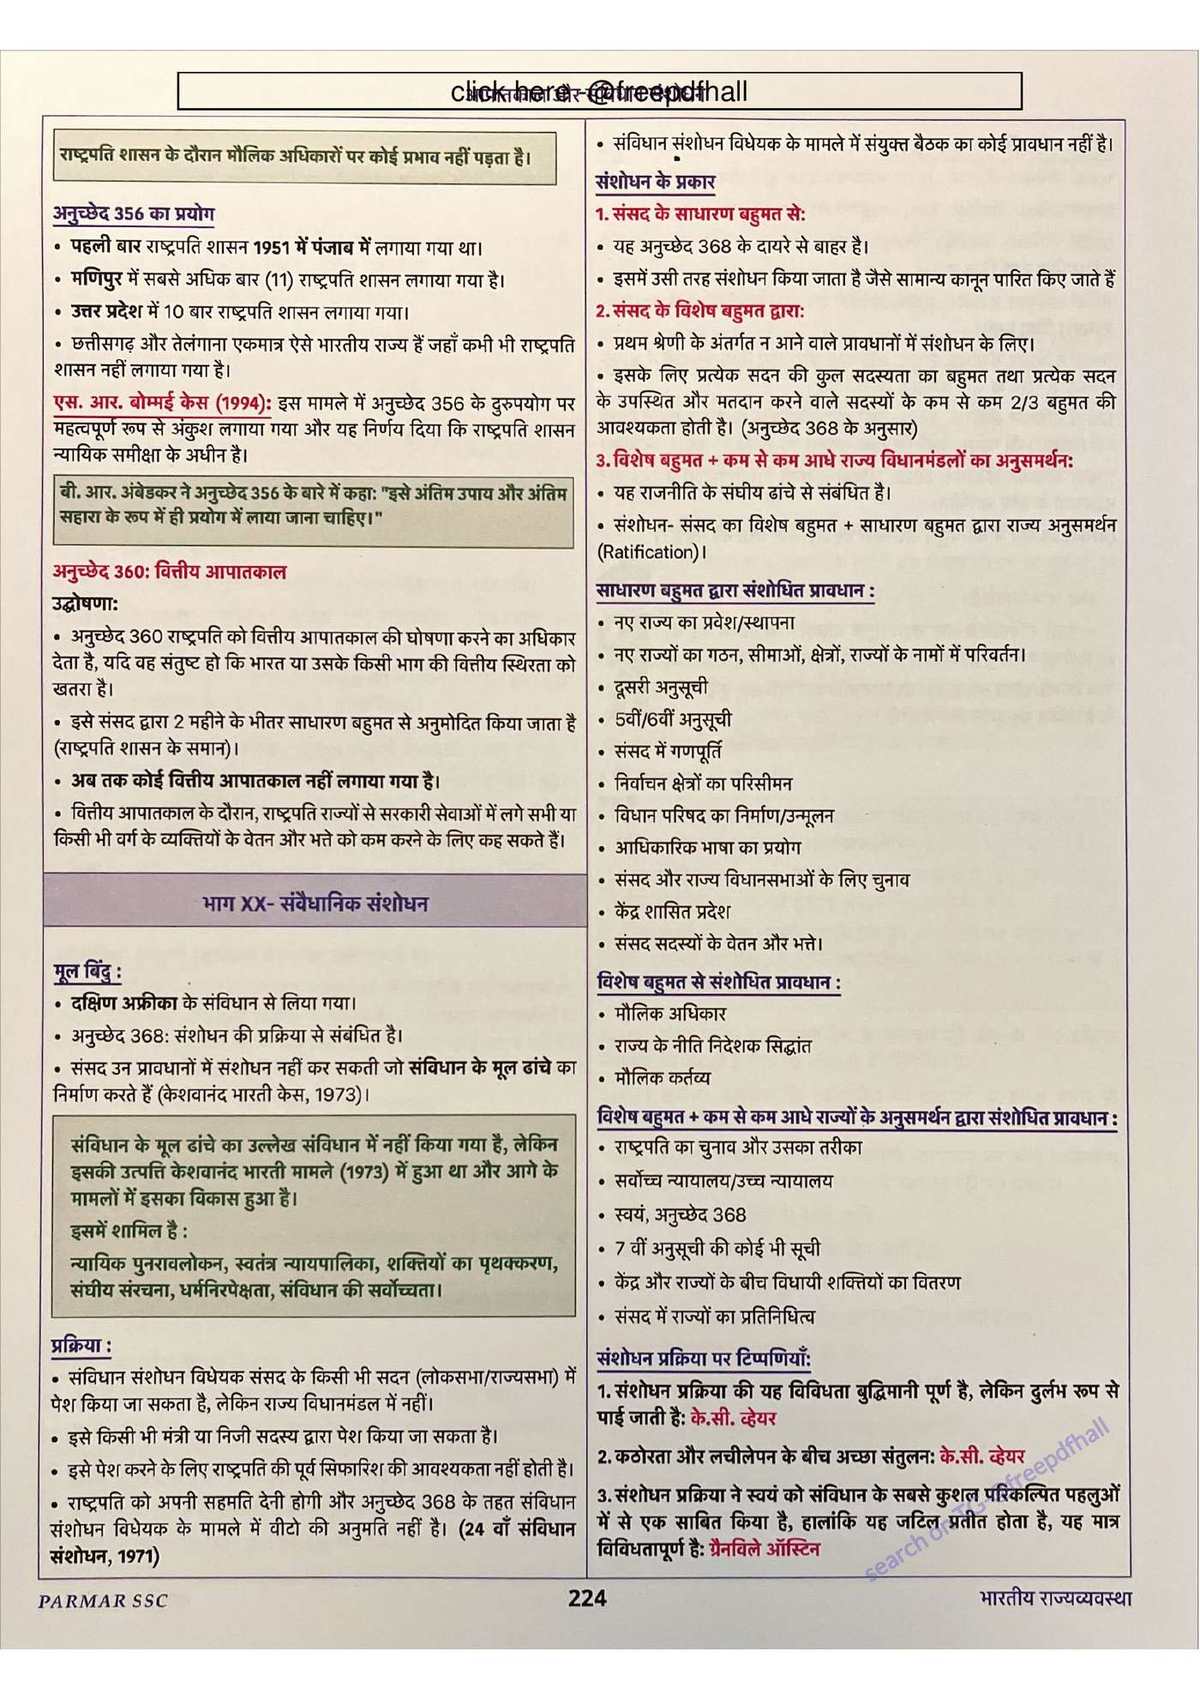 click here - @freepdfhall
आपातकाल और संविधान संशोधन
राष्ट्रपति शासन के दौरान मौलिक अधिकारों पर कोई प्रभाव नहीं पड़ता है।
अनुच्छेद 356 का प्रयोग
• पहली बार राष्ट्रपति शासन 1951 में पंजाब में लगाया गया था।
• मणिपुर में सबसे अधिक बार (11) राष्ट्रपति शासन लगाया गया है।
• उत्तर प्रदेश में 10 बार राष्ट्रपति शासन लगाया गया।
• छत्तीसगढ़ और तेलंगाना एकमात्र ऐसे भारतीय राज्य हैं जहाँ कभी भी राष्ट्रपति
शासन नहीं लगाया गया है।
एस. आर. बोम्मई केस (1994): इस मामले में अनुच्छेद 356 के दुरुपयोग पर
महत्वपूर्ण रूप से अंकुश लगाया गया और यह निर्णय दिया कि राष्ट्रपति शासन
न्यायिक समीक्षा के अधीन है।
बी. आर. अंबेडकर ने अनुच्छेद 356 के बारे में कहा: "इसे अंतिम उपाय और अंतिम
सहारा के रूप में ही प्रयोग में लाया जाना चाहिए।"
अनुच्छेद 360: वित्तीय आपातकाल
उद्घोषणा:
• अनुच्छेद 360 राष्ट्रपति को वित्तीय आपातकाल की घोषणा करने का अधिकार
देता है, यदि वह संतुष्ट हो कि भारत या उसके किसी भाग की वित्तीय स्थिरता को
खतरा है।
• इसे संसद द्वारा 2 महीने के भीतर साधारण बहुमत से अनुमोदित किया जाता है
(राष्ट्रपति शासन के समान)।
• अब तक कोई वित्तीय आपातकाल नहीं लगाया गया है।
• वित्तीय आपातकाल के दौरान, राष्ट्रपति राज्यों से सरकारी सेवाओं में लगे सभी या
किसी भी वर्ग के व्यक्तियों के वेतन और भत्ते को कम करने के लिए कह सकते हैं।
भाग XX- संवैधानिक संशोधन
मूल बिंदु :
• दक्षिण अफ्रीका के संविधान से लिया गया।
• अनुच्छेद 368: संशोधन की प्रक्रिया से संबंधित है।
• संसद उन प्रावधानों में संशोधन नहीं कर सकती जो संविधान के मूल ढांचे का
निर्माण करते हैं (केशवानंद भारती केस, 1973)।
संविधान के मूल ढांचे का उल्लेख संविधान में नहीं किया गया है, लेकिन
इसकी उत्पत्ति केशवानंद भारती मामले (1973) में हुआ था और आगे के
मामलों में इसका विकास हुआ है।
इसमें शामिल है :
न्यायिक पुनरावलोकन, स्वतंत्र न्यायपालिका, शक्तियों का पृथक्करण,
संघीय संरचना, धर्मनिरपेक्षता, संविधान की सर्वोच्चता।
प्रक्रिया :
• संविधान संशोधन विधेयक संसद के किसी भी सदन (लोकसभा/राज्यसभा) में
पेश किया जा सकता है, लेकिन राज्य विधानमंडल में नहीं।
• इसे किसी भी मंत्री या निजी सदस्य द्वारा पेश किया जा सकता है।
• इसे पेश करने के लिए राष्ट्रपति की पूर्व सिफारिश की आवश्यकता नहीं होती है।
• राष्ट्रपति को अपनी सहमति देनी होगी और अनुच्छेद 368 के तहत संविधान
संशोधन विधेयक के मामले में वीटो की अनुमति नहीं है। (24 वाँ संविधान
संशोधन, 1971)
• संविधान संशोधन विधेयक के मामले में संयुक्त बैठक का कोई प्रावधान नहीं है।
संशोधन के प्रकार
1. संसद के साधारण बहुमत से:
• यह अनुच्छेद 368 के दायरे से बाहर है।
• इसमें उसी तरह संशोधन किया जाता है जैसे सामान्य कानून पारित किए जाते हैं
2. संसद के विशेष बहुमत द्वारा:
• प्रथम श्रेणी के अंतर्गत न आने वाले प्रावधानों में संशोधन के लिए।
• इसके लिए प्रत्येक सदन की कुल सदस्यता का बहुमत तथा प्रत्येक सदन
के उपस्थित और मतदान करने वाले सदस्यों के कम से कम 2/3 बहुमत की
आवश्यकता होती है। (अनुच्छेद 368 के अनुसार)
3. विशेष बहुमत + कम से कम आधे राज्य विधानमंडलों का अनुसमर्थन:
• यह राजनीति के संघीय ढांचे से संबंधित है।
• संशोधन- संसद का विशेष बहुमत + साधारण बहुमत द्वारा राज्य अनुसमर्थन
(Ratification)।
साधारण बहुमत द्वारा संशोधित प्रावधान :
• नए राज्य का प्रवेश/स्थापना
• नए राज्यों का गठन, सीमाओं, क्षेत्रों, राज्यों के नामों में परिवर्तन।
• दूसरी अनुसूची
• 5वीं/6वीं अनुसूची
• संसद में गणपूर्ति
• निर्वाचन क्षेत्रों का परिसीमन
• विधान परिषद का निर्माण/उन्मूलन
• आधिकारिक भाषा का प्रयोग
• संसद और राज्य विधानसभाओं के लिए चुनाव
• केंद्र शासित प्रदेश
• संसद सदस्यों के वेतन और भत्ते।
विशेष बहुमत से संशोधित प्रावधान :
• मौलिक अधिकार
• राज्य के नीति निदेशक सिद्धांत
• मौलिक कर्तव्य
विशेष बहुमत + कम से कम आधे राज्यों के अनुसमर्थन द्वारा संशोधित प्रावधान :
• राष्ट्रपति का चुनाव और उसका तरीका
• सर्वोच्च न्यायालय/उच्च न्यायालय
• स्वयं, अनुच्छेद 368
• 7 वीं अनुसूची की कोई भी सूची
• केंद्र और राज्यों के बीच विधायी शक्तियों का वितरण
• संसद में राज्यों का प्रतिनिधित्व
संशोधन प्रक्रिया पर टिप्पणियाँ:
1. संशोधन प्रक्रिया की यह विविधता बुद्धिमानी पूर्ण है, लेकिन दुर्लभ रूप से
पाई जाती है: के.सी. व्हेयर
2. कठोरता और लचीलेपन के बीच अच्छा संतुलन: के.सी. व्हेयर
3. संशोधन प्रक्रिया ने स्वयं को संविधान के सबसे कुशल परिकल्पित पहलुओं
में से एक साबित किया है, हालांकि यह जटिल प्रतीत होता है, यह मात्र
विविधतापूर्ण है: ग्रैनविले ऑस्टिन
search on TG- @freepdfhall
PARMAR SSC
224
भारतीय राज्यव्यवस्था